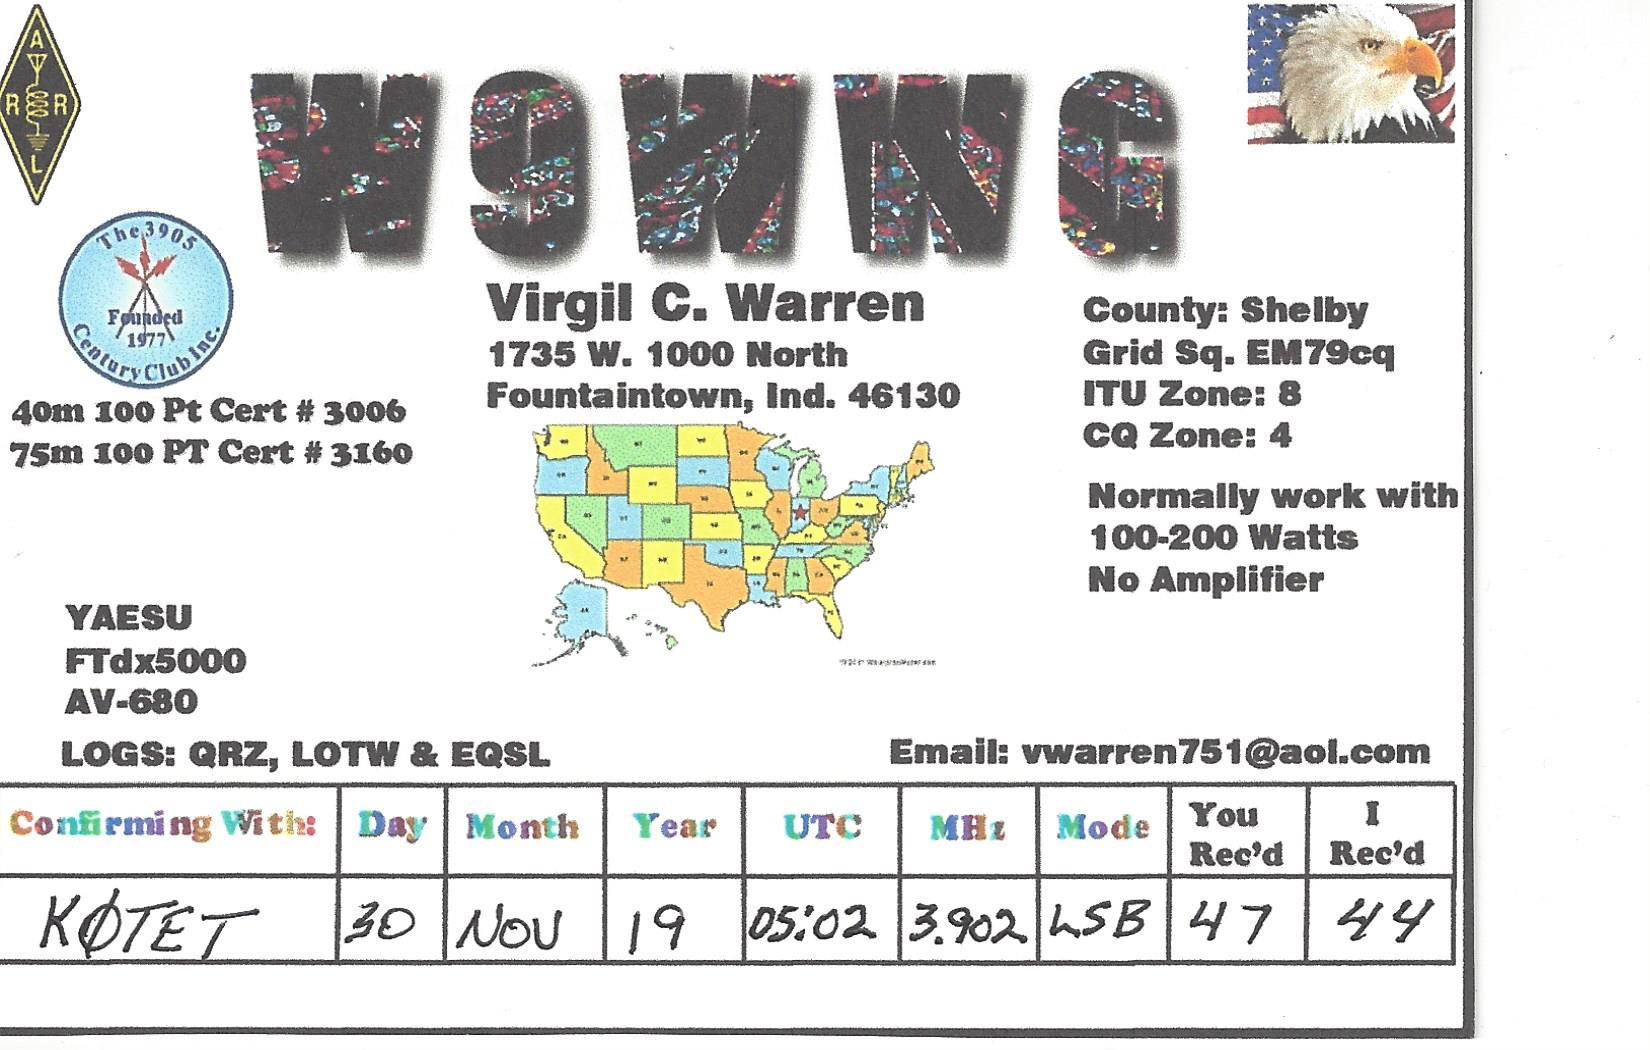 A
R R
L
W9WWG
The 3905
Founded
1977
Century Club Inc.
Virgil C. Warren
1735 W. 1000 North
Fountaintown, Ind. 46130
County: Shelby
Grid Sq. EM79cq
ITU Zone: 8
CQ Zone: 4
40m 100 Pt Cert # 3006
75m 100 PT Cert # 3160
Normally work with
100-200 Watts
No Amplifier
YAESU
FTdx5000
AV-680
LOGS: QRZ, LOTW & EQSL
Email: vwarren751@aol.com
Confirming With: Day Month Year UTC MHz Mode You Rec'd I Rec'd
KØTET 30 NOV 19 05:02 3.902 LSB 47 44